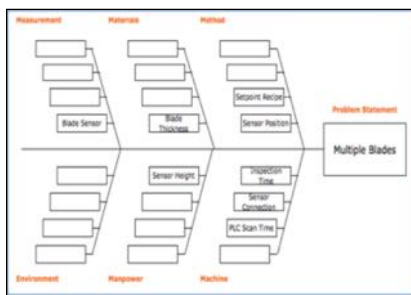 Measurement
Materials
Method
Setpoint Recipe
Problem Statement
Blade Sensor
Blade
Thickness
Sensor Position
Multiple Blades
Sensor Height
Inspection
Time
Sensor
Connection
PLC Scan Time
Environment
Manpower
Machine